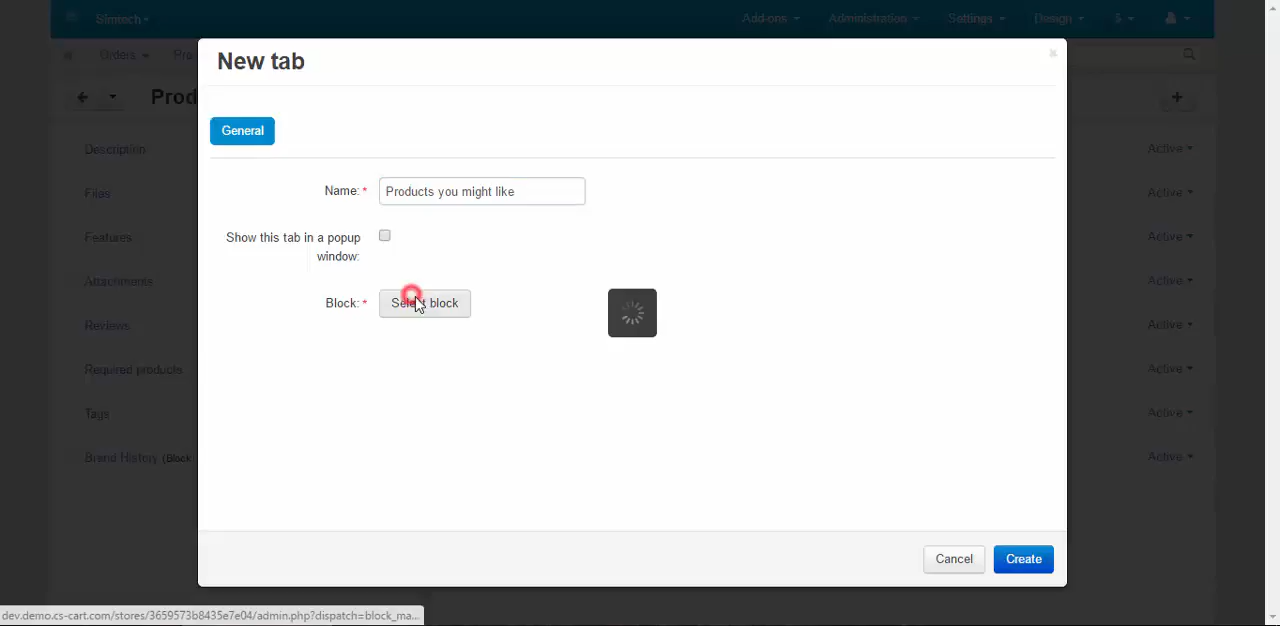 Simtech
Add-ons
Administration
Settings
Design
$
Orders
Pro
New tab
Prod
General
Description
Active
Name: *
Products you might like
Files
Active
Show this tab in a popup
window:
Features
Active
Attachments
Active
Block: *
Select block
Reviews
Active
Required products
Active
Tags
Active
Brand History (Block
Active
Cancel
Create
dev.demo.cs-cart.com/stores/3659573b8435e7e04/admin.php?dispatch=block_ma...